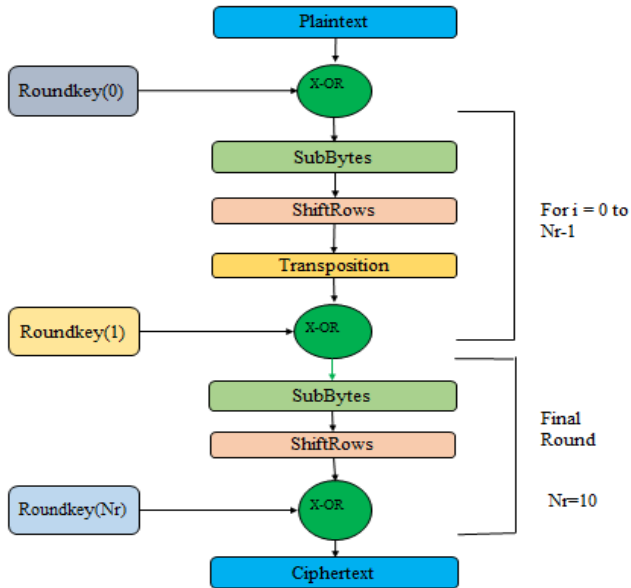 Plaintext
Roundkey(0)
X-OR
SubBytes
ShiftRows
For i = 0 to
Nr-1
Transposition
Roundkey(1)
X-OR
SubBytes
ShiftRows
Final
Round
Roundkey(Nr)
X-OR
Nr=10
Ciphertext